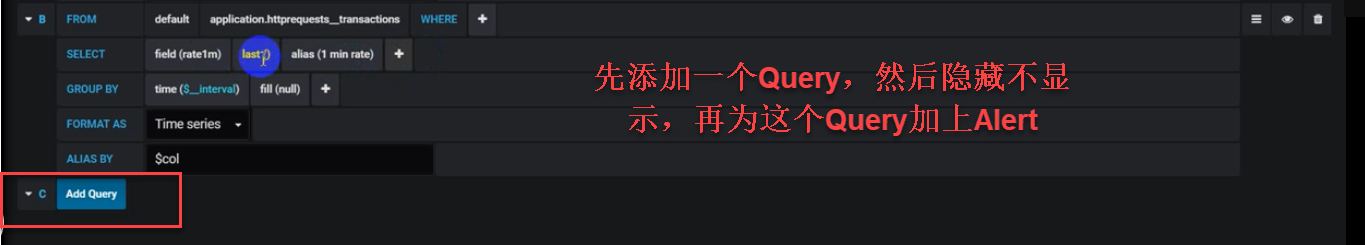 B FROM default application.httprequests__transactions WHERE +
SELECT field (rate1m) last () alias (1 min rate) +
GROUP BY time ($__interval) fill (null) +
FORMAT AS Time series
ALIAS BY $col
C Add Query
先添加一个Query，然后隐藏不显
示，再为这个Query加上Alert